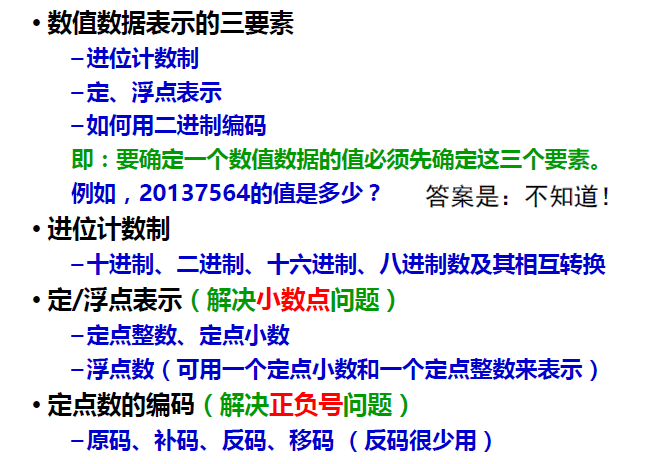 • 数值数据表示的三要素
– 进位计数制
– 定、浮点表示
– 如何用二进制编码
即：要确定一个数值数据的值必须先确定这三个要素。
例如，20137564的值是多少？ 答案是：不知道！
• 进位计数制
– 十进制、二进制、十六进制、八进制数及其相互转换
• 定/浮点表示（解决小数点问题）
– 定点整数、定点小数
– 浮点数（可用一个定点小数和一个定点整数来表示）
• 定点数的编码（解决正负号问题）
– 原码、补码、反码、移码 （反码很少用）